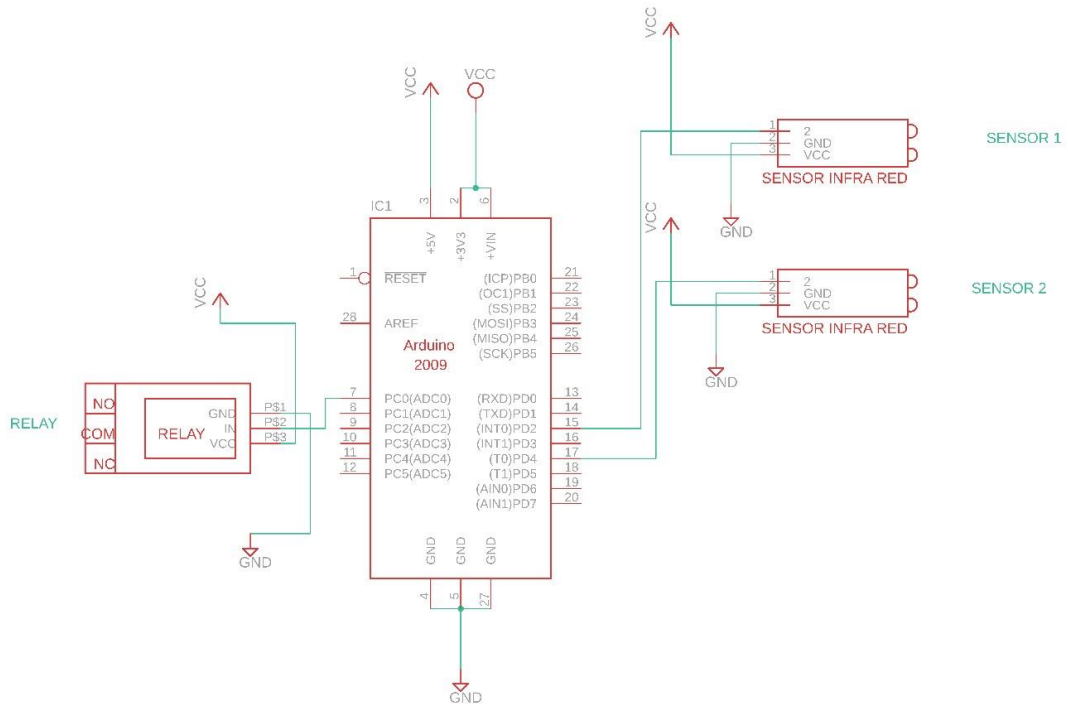 VCC
VCC
VCC
1
2
2
GND
3
VCC
SENSOR INFRA RED
SENSOR 1
GND
VCC
1
2
2
GND
3
VCC
SENSOR INFRA RED
SENSOR 2
GND
IC1
3
2
6
+5V
+3V3
+VIN
1
RESET
28
AREF
Arduino
2009
(ICP)PB0
21
(OC1)PB1
22
(SS)PB2
23
(MOSI)PB3
24
(MISO)PB4
25
(SCK)PB5
26
7
PC0(ADC0)
8
PC1(ADC1)
9
PC2(ADC2)
10
PC3(ADC3)
11
PC4(ADC4)
12
PC5(ADC5)
(RXD)PD0
13
(TXD)PD1
14
(INT0)PD2
15
(INT1)PD3
16
(T0)PD4
17
(T1)PD5
18
(AIN0)PD6
19
(AIN1)PD7
20
GND
GND
GND
4
5
27
GND
VCC
RELAY
NO
COM
NC
RELAY
GND
P$1
IN
P$2
VCC
P$3
GND